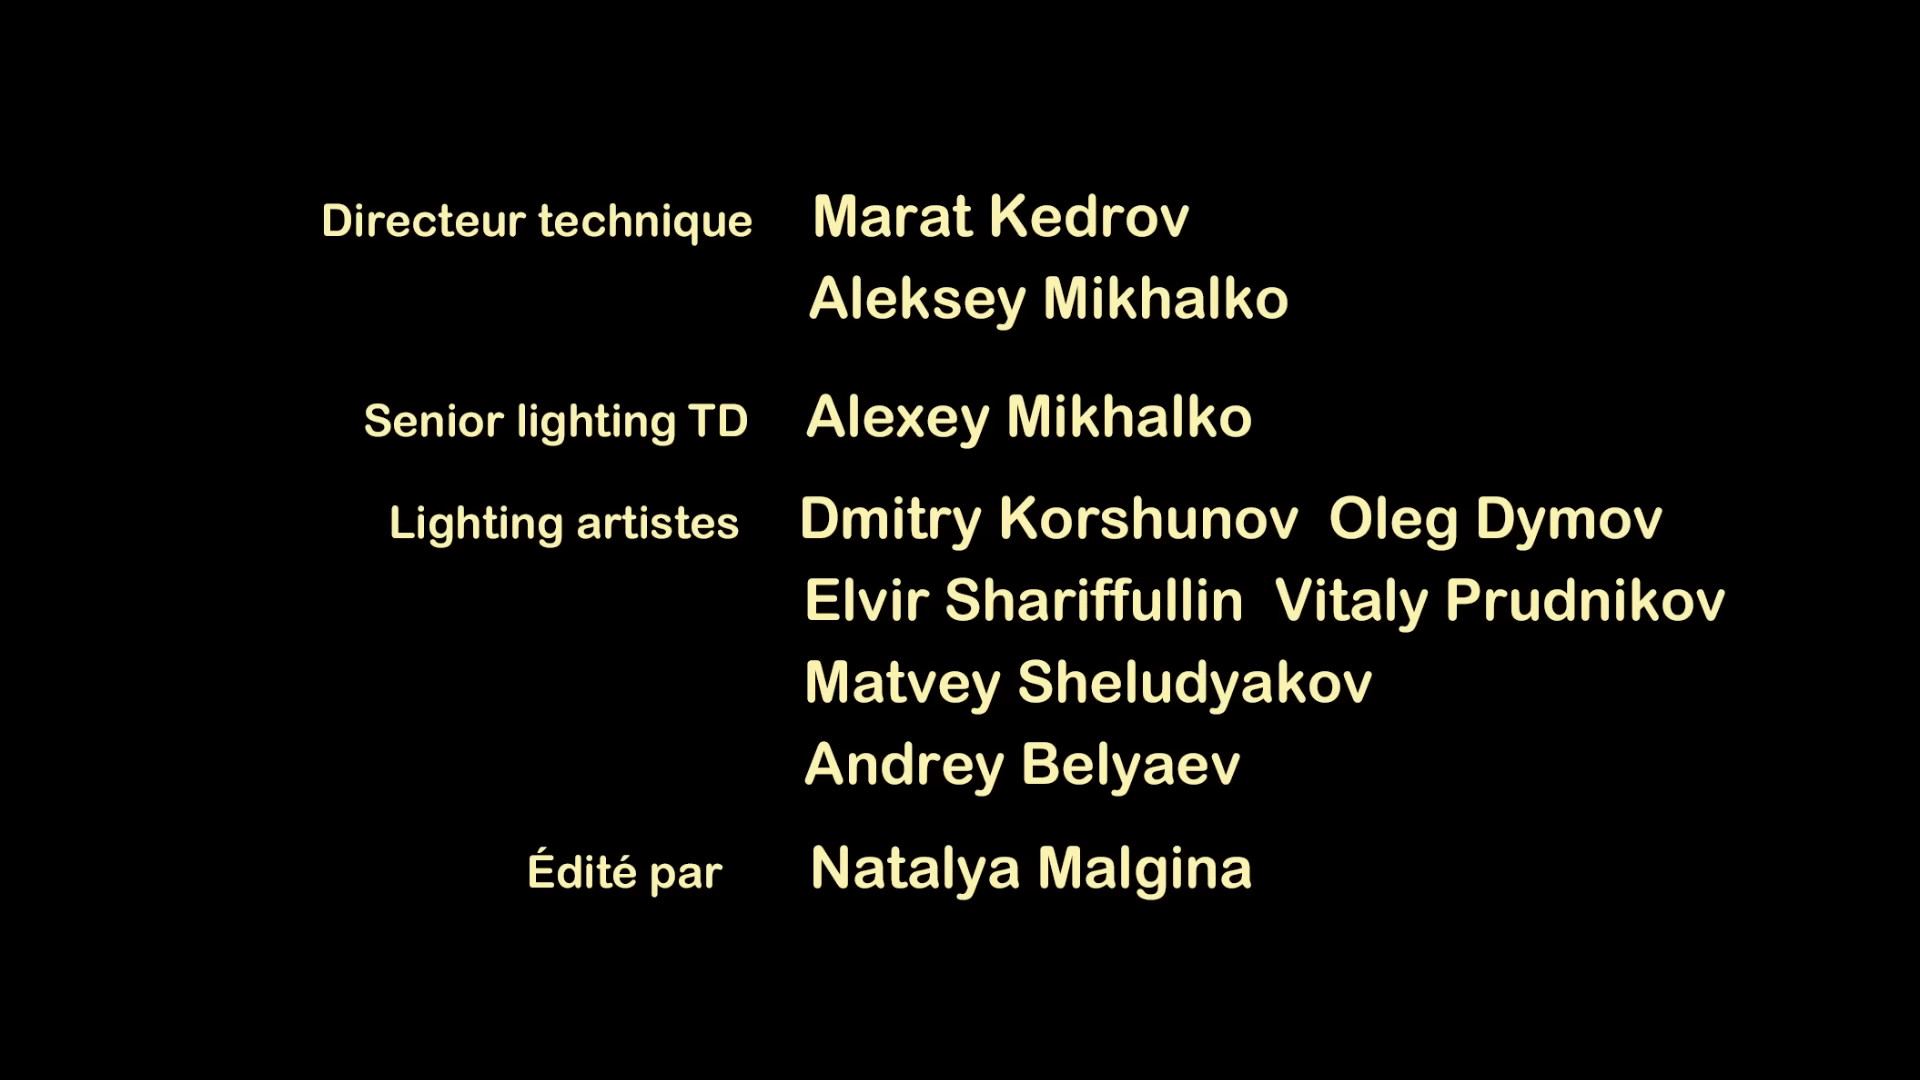 Directeur technique Marat Kedrov
Aleksey Mikhalko
Senior lighting TD Alexey Mikhalko
Lighting artistes Dmitry Korshunov Oleg Dymov
Elvir Shariffullin Vitaly Prudnikov
Matvey Sheludyakov
Andrey Belyaev
Édité par Natalya Malgina